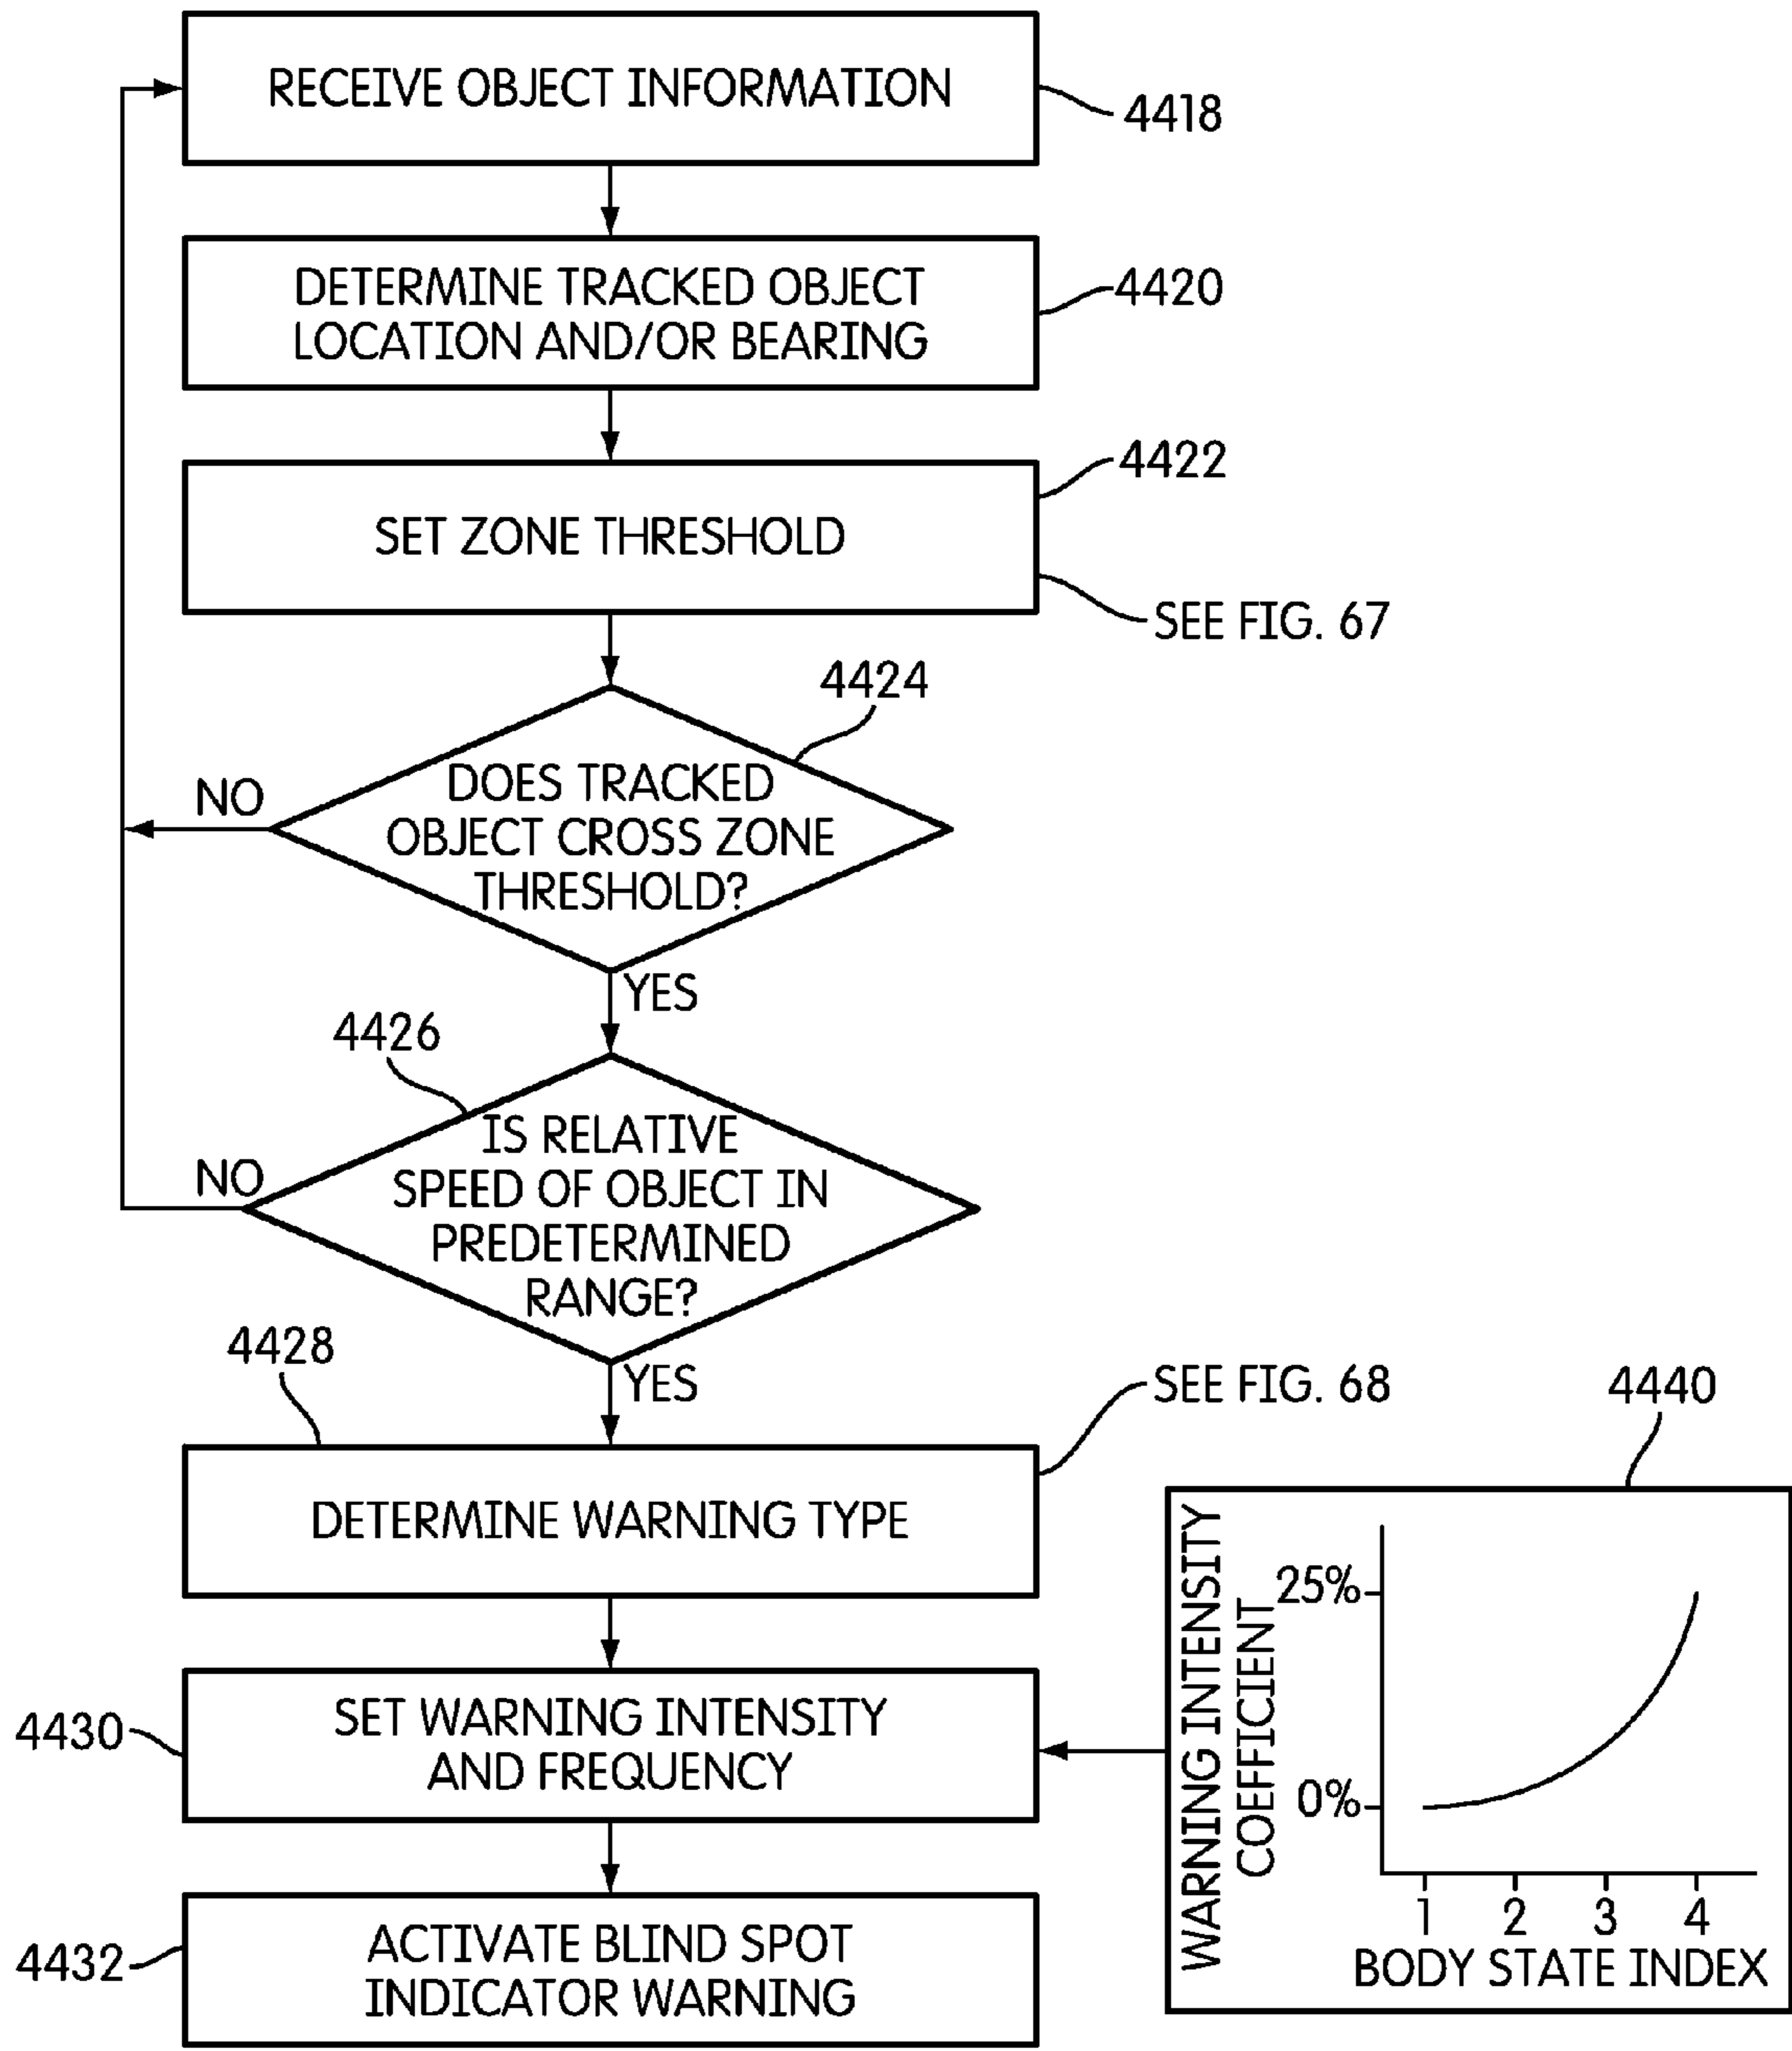 RECEIVE OBJECT INFORMATION
4418
DETERMINE TRACKED OBJECT
LOCATION AND/OR BEARING
4420
4422
SET ZONE THRESHOLD
SEE FIG. 67
4424
DOES TRACKED
OBJECT CROSS ZONE
THRESHOLD?
NO
YES
4426
IS RELATIVE
SPEED OF OBJECT IN
PREDETERMINED
RANGE?
NO
YES
4428
SEE FIG. 68
DETERMINE WARNING TYPE
4440
WARNING INTENSITY
COEFFICIENT
25%
0%
1 2 3 4
BODY STATE INDEX
4430
SET WARNING INTENSITY
AND FREQUENCY
4432
ACTIVATE BLIND SPOT
INDICATOR WARNING